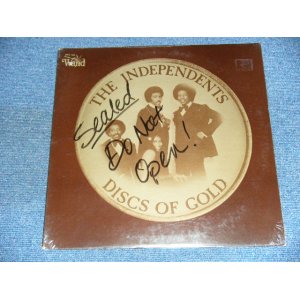 Wand
THE INDEPENDENTS
Sealed
Do Not
Open!
DISCS OF GOLD